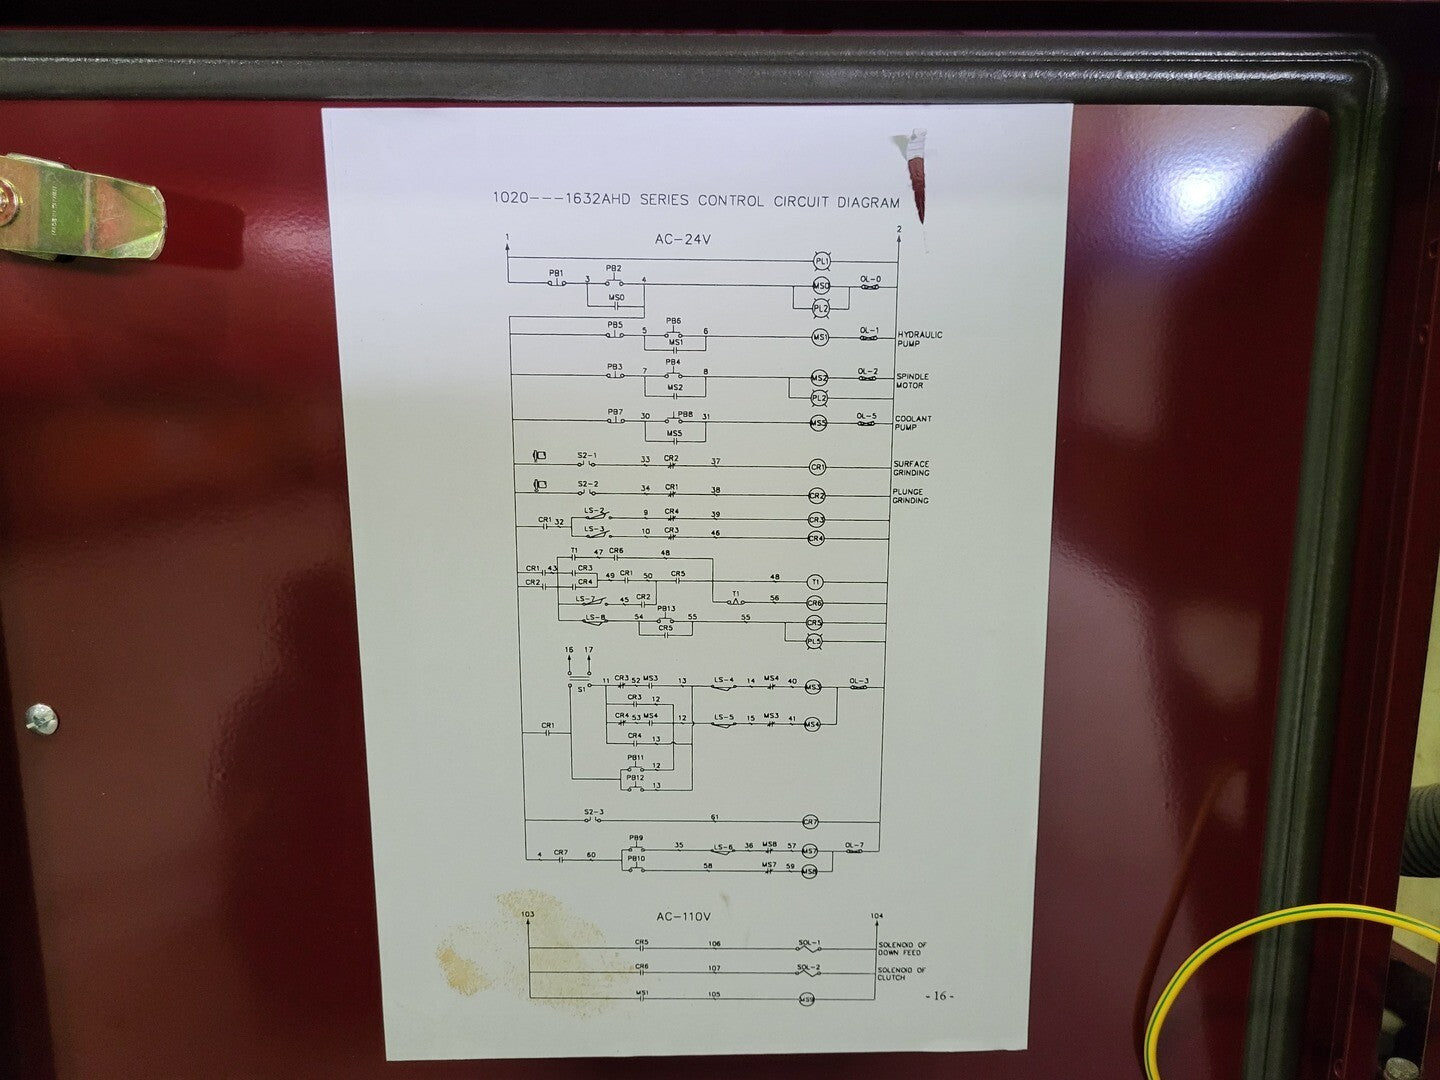 1020---1632AHD SERIES CONTROL CIRCUIT DIAGRAM
1 AC-24V 2
PL1
PB1 3 PB2 4 MS0 OL-0
MS0 PL2
PB5 5 PB6 6 MS1 OL-1 HYDRAULIC
MS1 PUMP
PB3 7 PB4 8 MS2 OL-2 SPINDLE
MS2 PL2 MOTOR
PB7 30 PB8 31 MS5 OL-5 COOLANT
MS5 PUMP
S2-1 33 CR2 37 CR1 SURFACE
GRINDING
S2-2 34 CR1 38 CR2 PLUNGE
GRINDING
LS-2 9 CR4 39 CR3
CR1 32
LS-3 10 CR3 46 CR4
T1 47 CR6 48
CR1 43 CR3 49 CR1 50 CR5 48 T1
CR2 CR4
LS-7 45 CR2 T1 56 CR6
LS-8 54 PB13 55 55 CR5
CR5 PL5
16 17
S1 11 CR3 52 MS3 13 LS-4 14 MS4 40 MS3 OL-3
CR3 12
CR4 53 MS4 12 LS-5 15 MS3 41 MS4
CR1
CR4 13
PB11 12
PB12 13
S2-3 61 CR7
PB9 35 LS-6 36 MS8 57 MS7 OL-7
4 CR7 60
PB10 58 MS7 59 MS8
103 AC-110V 104
CR5 106 SOL-1 SOLENOID OF
DOWN FEED
CR6 107 SOL-2 SOLENOID OF
CLUTCH
MS1 105 MS9
-16-